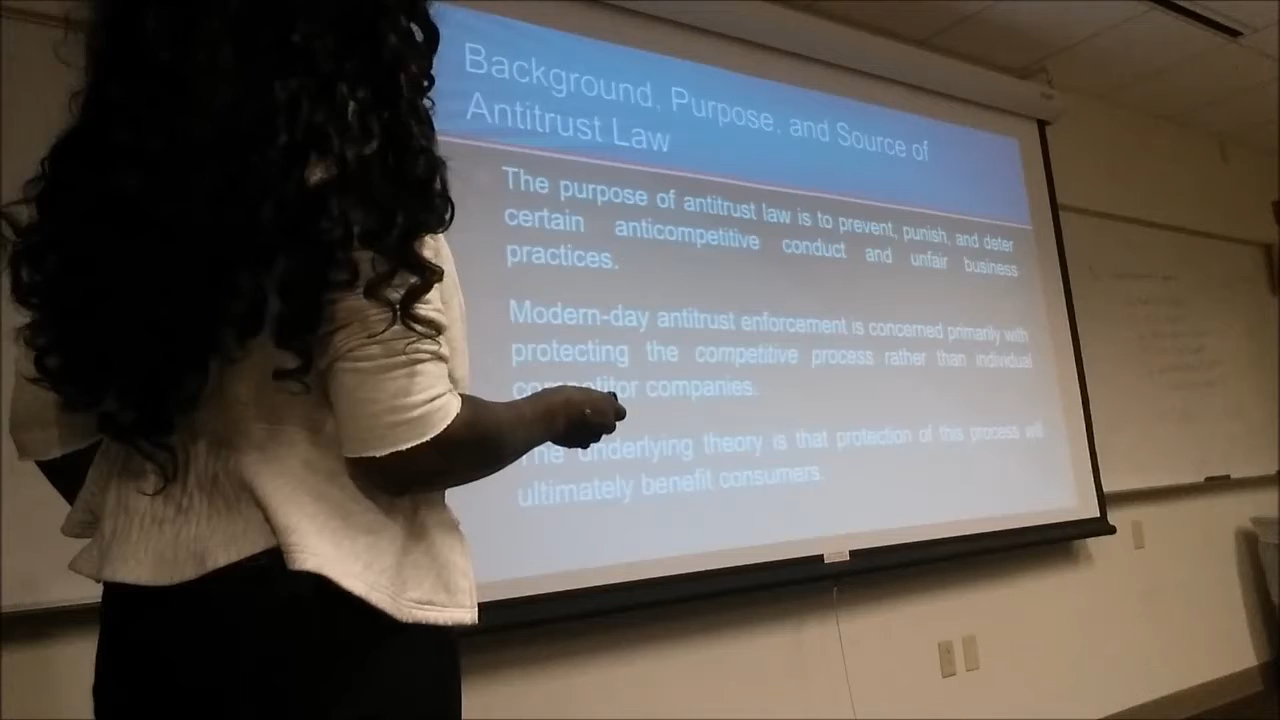 Background, Purpose, and Source of
Antitrust Law
The purpose of antitrust law is to prevent, punish, and deter
certain anticompetitive conduct and unfair business
practices.
Modern-day antitrust enforcement is concerned primarily with
protecting the competitive process rather than individual
competitor companies.
The underlying theory is that protection of this process will
ultimately benefit consumers.